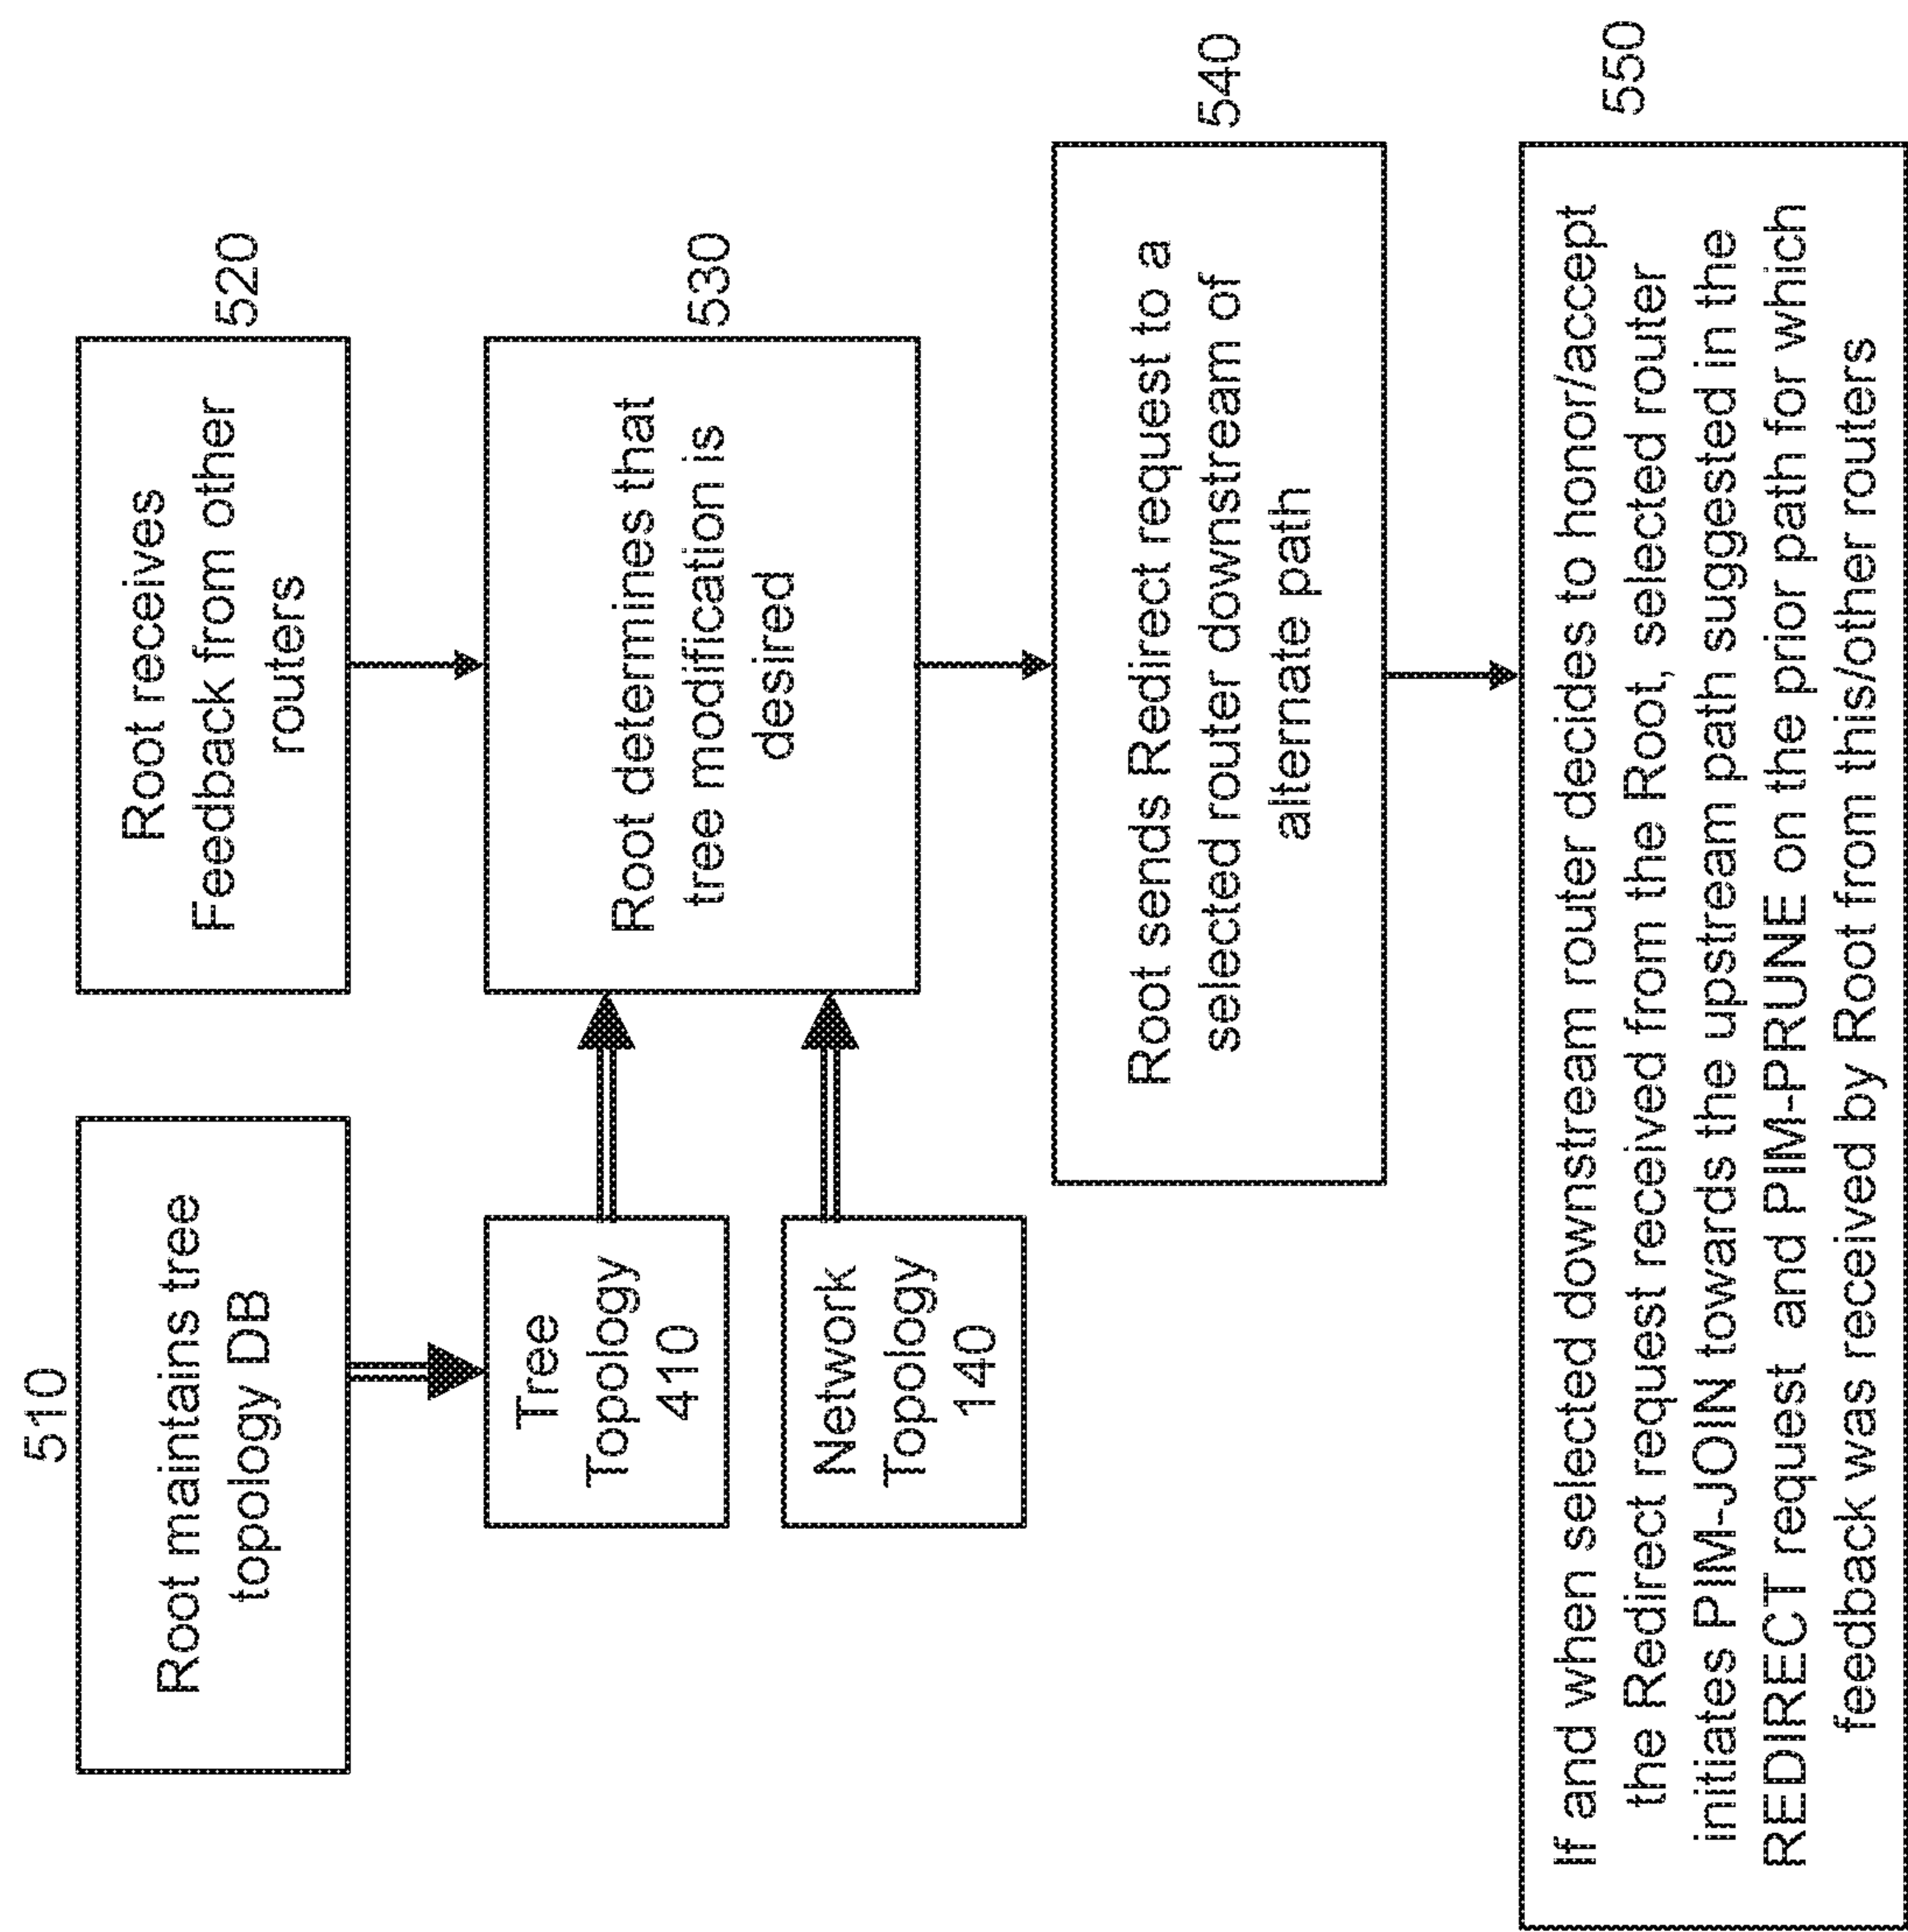 510
Root maintains tree
topology DB
Root receives
Feedback from other
routers
520
Tree
Topology
410
Network
Topology
140
Root determines that
tree modification is
desired
530
Root sends Redirect request to a
selected router downstream of
alternate path
540
If and when selected downstream router decides to honor/accept
the Redirect request received from the Root, selected router
initiates PIM-JOIN towards the upstream path suggested in the
REDIRECT request and PIM-PRUNE on the prior path for which
feedback was received by Root from this/other routers
550